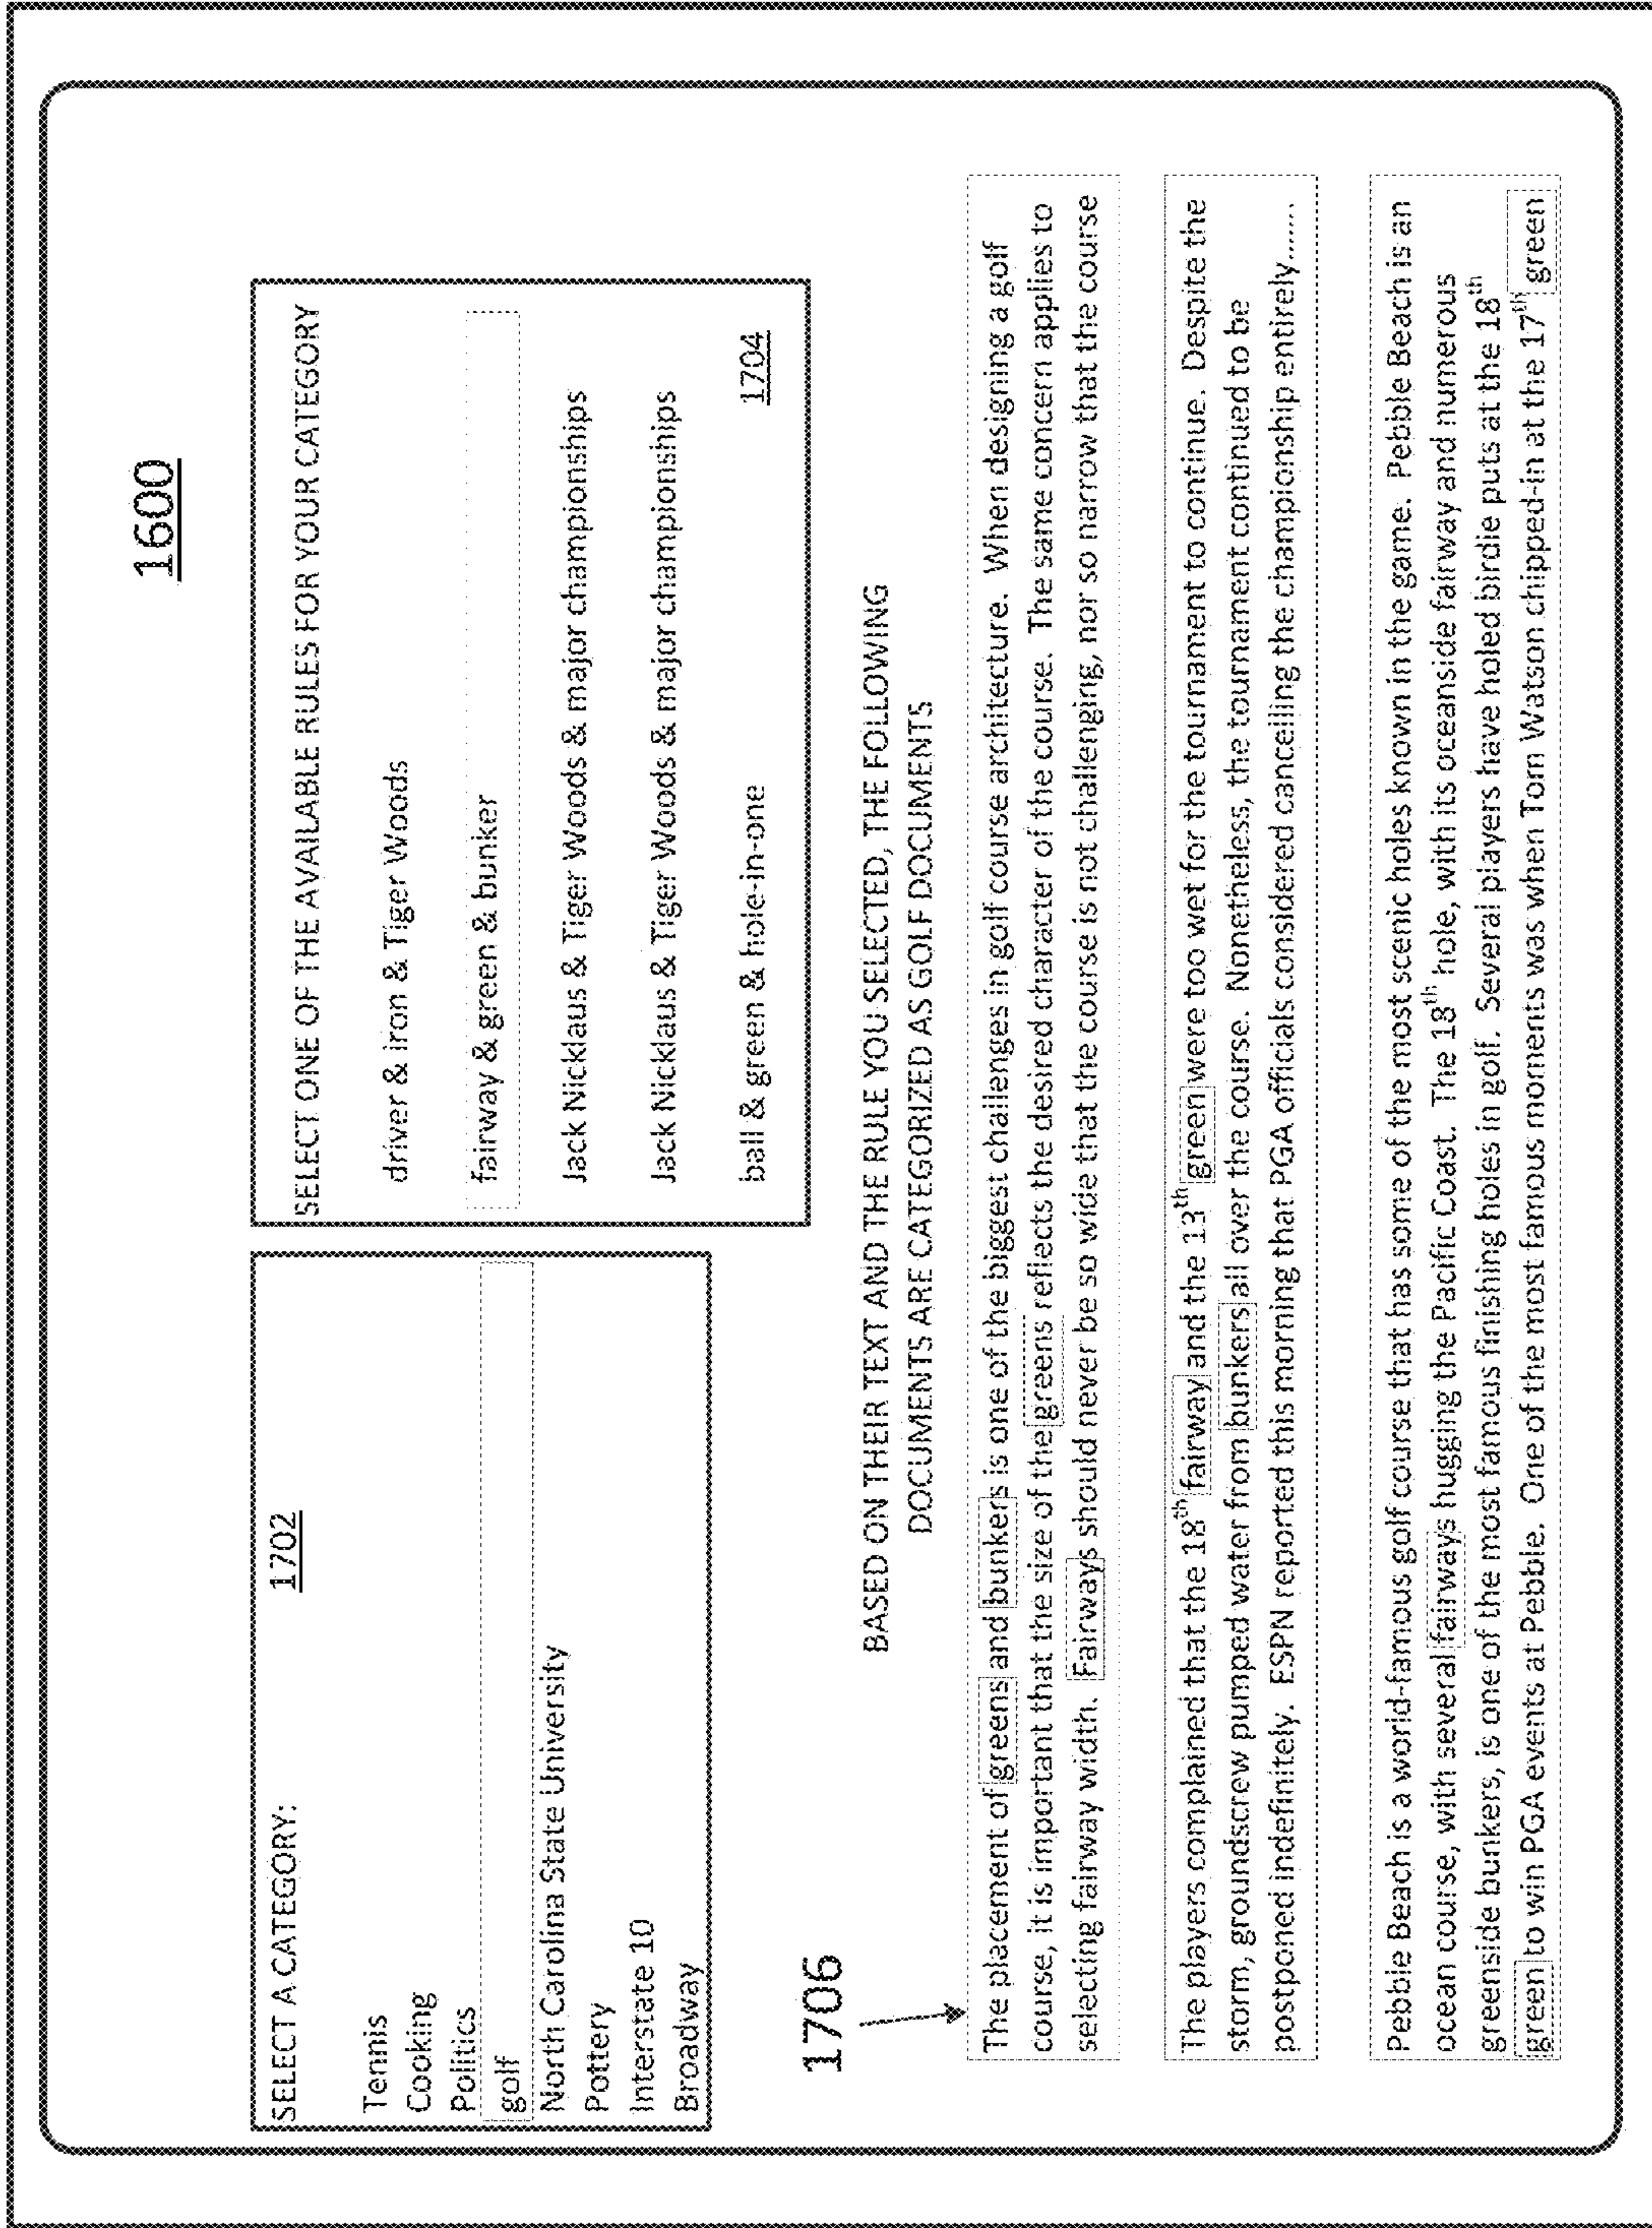 1600
SELECT A CATEGORY:
1702
Tennis
Cooking
Politics
golf
North Carolina State University
Pottery
Interstate 10
Broadway
SELECT ONE OF THE AVAILABLE RULES FOR YOUR CATEGORY
driver & iron & Tiger Woods
fairway & green & bunker
Jack Nicklaus & Tiger Woods & major championships
Jack Nicklaus & Tiger Woods & major championships
ball & green & hole-in-one
1704
1706
BASED ON THEIR TEXT AND THE RULE YOU SELECTED, THE FOLLOWING
DOCUMENTS ARE CATEGORIZED AS GOLF DOCUMENTS
The placement of greens and bunkers is one of the biggest challenges in golf course architecture. When designing a golf
course, it is important that the size of the greens reflects the desired character of the course. The same concern applies to
selecting fairway width. Fairways should never be so wide that the course is not challenging, nor so narrow that the course
The players complained that the 18th fairway and the 13th green were too wet for the tournament to continue. Despite the
storm, groundscrew pumped water from bunkers all over the course. Nonetheless, the tournament continued to be
postponed indefinitely. ESPN reported this morning that PGA officials considered cancelling the championship entirely......
Pebble Beach is a world-famous golf course that has some of the most scenic holes known in the game. Pebble Beach is an
ocean course, with several fairways hugging the Pacific Coast. The 18th hole, with its oceanside fairway and numerous
greenside bunkers, is one of the most famous finishing holes in golf. Several players have holed birdie puts at the 18th
green to win PGA events at Pebble. One of the most famous moments was when Tom Watson chipped-in at the 17th green